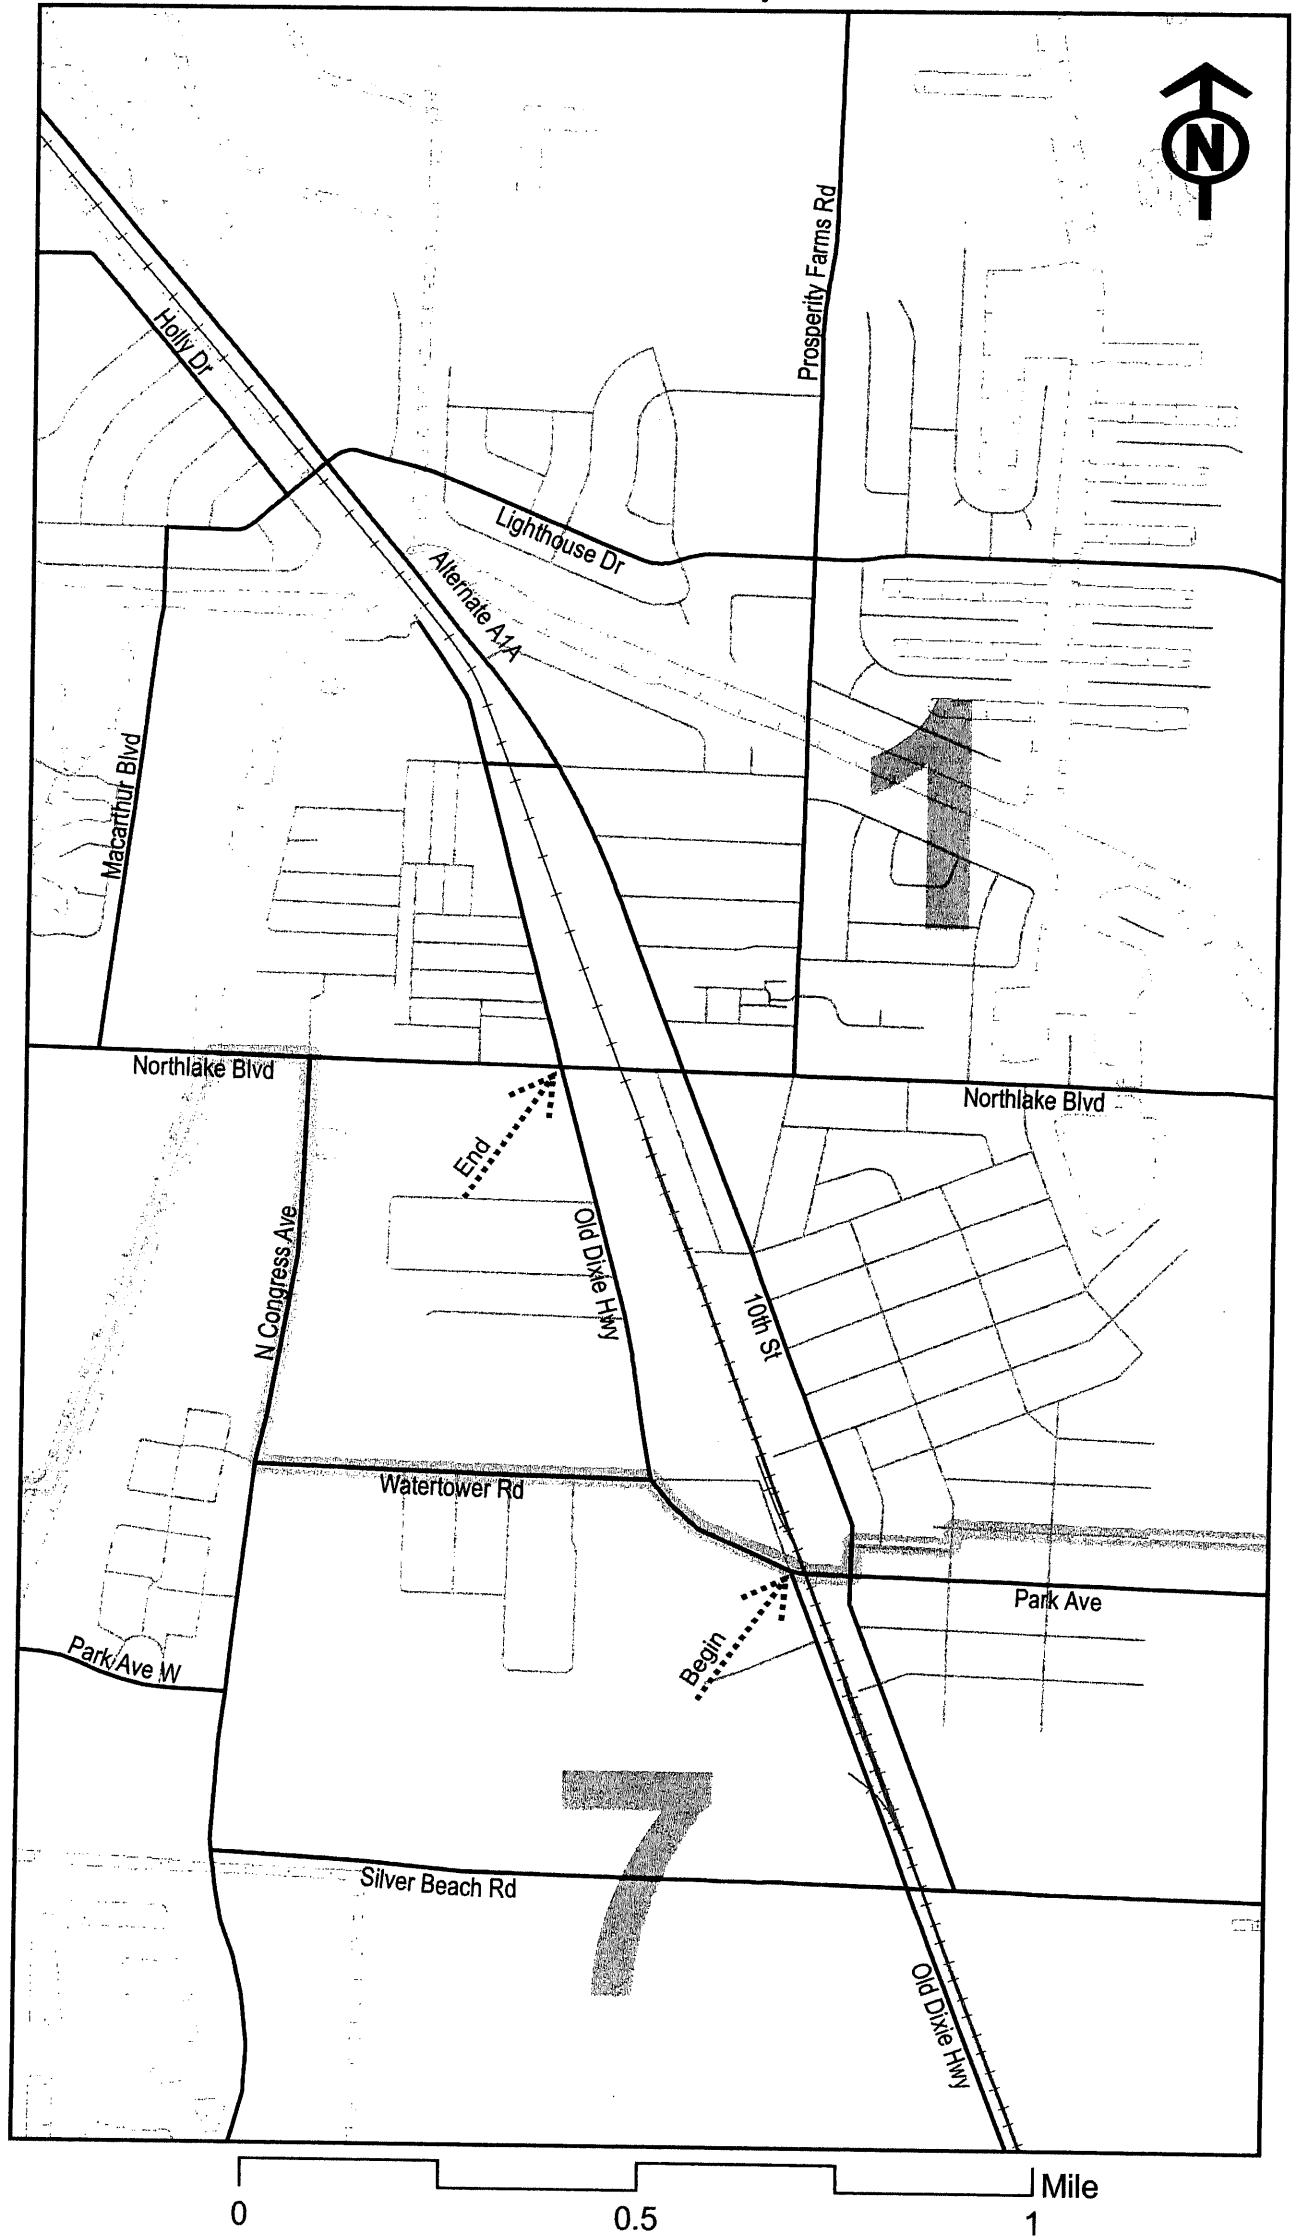 N
Prosperity Farms Rd
Holly Dr
Lighthouse Dr
Alternate A1A
1
Macarthur Blvd
Northlake Blvd
Northlake Blvd
End
N Congress Ave
Old Dixie Hwy
10th St
Watertower Rd
Park Ave
Begin
Park Ave W
7
Silver Beach Rd
Old Dixie Hwy
Mile
0
0.5
1